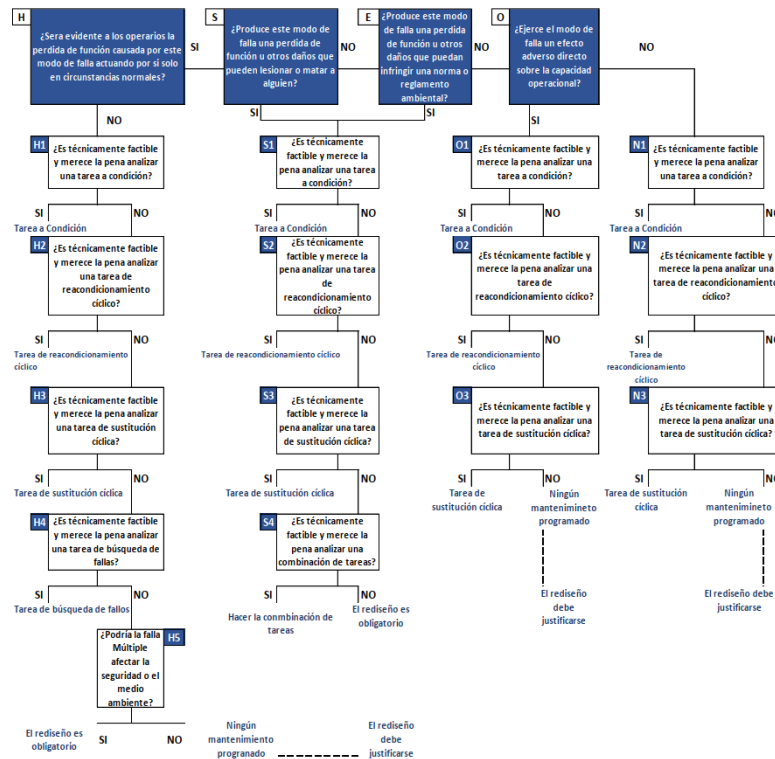 H
¿Sera evidente a los operarios la
perdida de función causada por este
modo de falla actuando por si solo
en circunstancias normales?
SI
S
¿Produce este modo de
falla una perdida de
función u otros daños que
pueden lesionar o matar a
alguien?
NO
E
¿Produce este modo de
falla una perdida de
función u otros
daños que puedan
infringir una norma o
reglamento
ambiental?
NO
O
¿Ejerce el modo de
falla un efecto
adverso directo
sobre la capacidad
operacional?
NO
NO
SI
SI
SI
H1
¿Es técnicamente factible
y merece la pena analizar
una tarea a condición?
S1
¿Es técnicamente
factible y merece la
pena analizar una tarea
a condición?
O1
¿Es técnicamente factible y
merece la pena analizar una
tarea a condición?
N1
¿Es técnicamente factible
y merece la pena analizar
una tarea a condición?
SI
NO
SI
NO
SI
NO
SI
NO
Tarea a Condición
Tarea a Condición
Tarea a Condición
Tarea a Condición
H2
¿Es técnicamente factible
y merece la pena analizar
una tarea de
reacondicionamiento
cíclico?
S2
¿Es técnicamente
factible y merece la
pena analizar una tarea
de
reacondicionamiento
cíclico?
O2
¿Es técnicamente factible
y merece la pena analizar una
tarea de
reacondicionamiento cíclico?
N2
¿Es técnicamente factible y
merece la pena analizar una
tarea de reacondicionamiento
cíclico?
SI
NO
SI
NO
SI
NO
SI
NO
Tarea de reacondicionamiento
cíclico
Tarea de reacondicionamiento cíclico
Tarea de reacondicionamiento
cíclico
Tarea de
reacondicionamiento
cíclico
H3
¿Es técnicamente factible
y merece la pena analizar
una tarea de sustitución
cíclica?
S3
¿Es técnicamente
factible y merece la
pena analizar una tarea
de sustitución cíclica?
O3
¿Es técnicamente factible y
merece la pena analizar una
tarea de sustitución cíclica?
N3
¿Es técnicamente factible y
merece la pena analizar una
tarea de sustitución cíclica?
SI
NO
SI
NO
SI
NO
SI
NO
Tarea de sustitución cíclica
Tarea de sustitución cíclica
Tarea de
sustitución cíclica
Ningún
mantenimineto
programado
Tarea de sustitución
cíclica
Ningún
mantenimineto
programado
H4
¿Es técnicamente factible
y merece la pena analizar
una tarea de búsqueda de
fallas?
S4
¿Es técnicamente
factible y merece la
pena analizar una
combinación de tareas?
SI
NO
SI
NO
Tarea de búsqueda de fallos
Hacer la conmbinación de
tareas
El rediseño es
obligatorio
El rediseño
debe
justificarse
El rediseño debe
justificarse
H5
¿Podría la falla
Múltiple
afectar la
seguridad o el
medio
ambiente?
El rediseño es
obligatorio
SI
NO
Ningún
mantenimiento
progranado
El rediseño
debe
justificarse